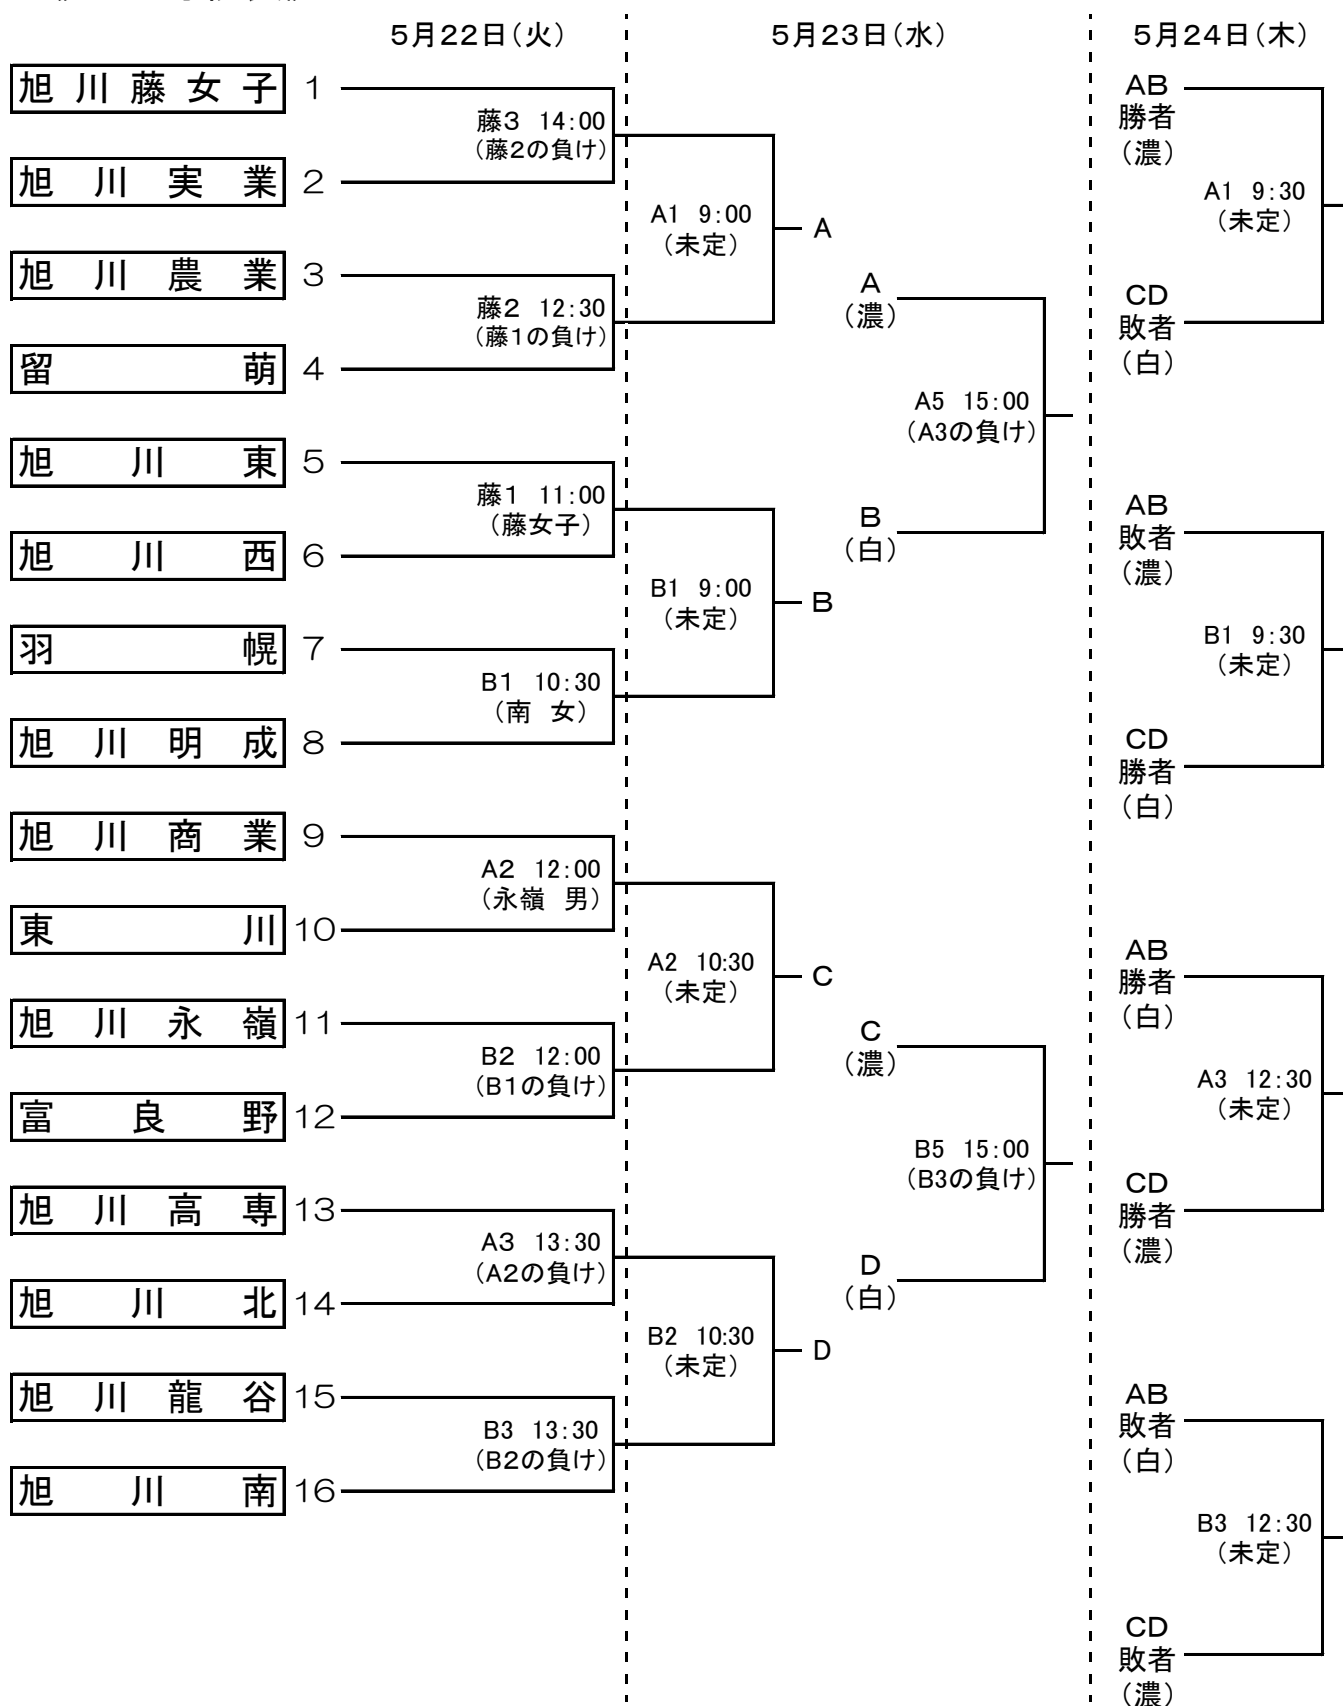 5月22日(火)
5月23日(水)
5月24日(木)
旭川藤女子 1
藤3 14:00
(藤2の負け)
旭川実業 2
A1 9:00
(未定)
A
旭川農業 3
藤2 12:30
(藤1の負け)
留萌 4
旭川東 5
藤1 11:00
(藤女子)
旭川西 6
B1 9:00
(未定)
B
羽幌 7
B1 10:30
(南 女)
旭川明成 8
旭川商業 9
A2 12:00
(永嶺 男)
東川 10
A2 10:30
(未定)
C
旭川永嶺 11
B2 12:00
(B1の負け)
富良野 12
旭川高専 13
A3 13:30
(A2の負け)
旭川北 14
B2 10:30
(未定)
D
旭川龍谷 15
B3 13:30
(B2の負け)
旭川南 16
A
(濃)
A5 15:00
(A3の負け)
B
(白)
C
(濃)
B5 15:00
(B3の負け)
D
(白)
AB
勝者
(濃)
A1 9:30
(未定)
CD
敗者
(白)
AB
敗者
(濃)
B1 9:30
(未定)
CD
勝者
(白)
AB
勝者
(白)
A3 12:30
(未定)
CD
勝者
(濃)
AB
敗者
(白)
B3 12:30
(未定)
CD
敗者
(濃)